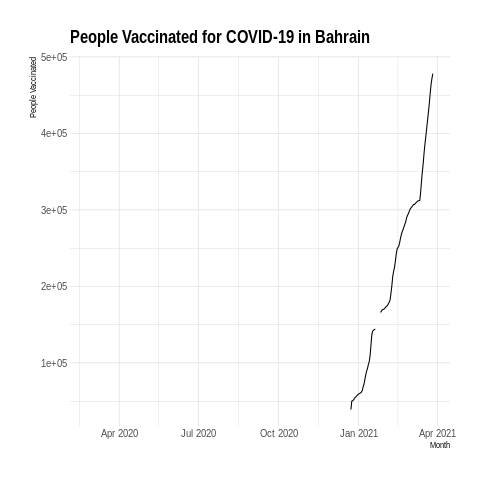 People Vaccinated for COVID-19 in Bahrain
People Vaccinated
5e+05
4e+05
3e+05
2e+05
1e+05
Apr 2020
Jul 2020
Oct 2020
Jan 2021
Apr 2021
Month